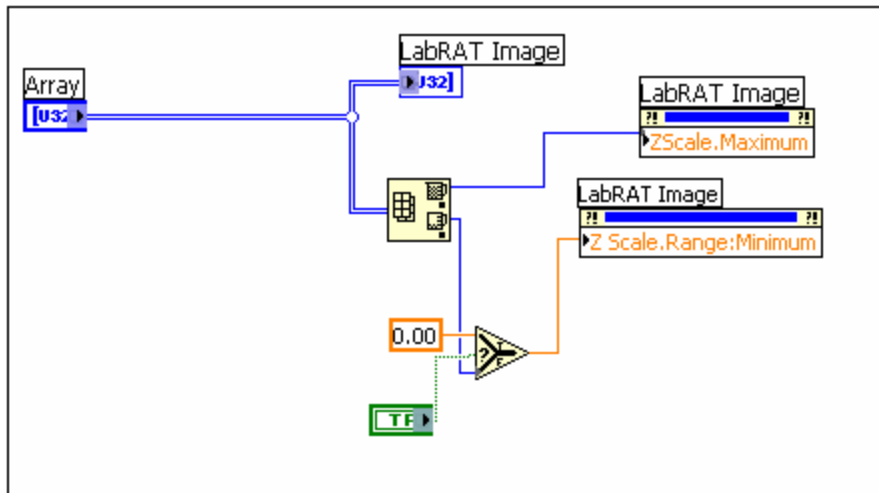 LabRAT Image
Array
[U32
U32]
LabRAT Image
?! ?!
ZScale.Maximum
LabRAT Image
?! ?!
Z Scale.Range:Minimum
0.00
?
T
F
TF